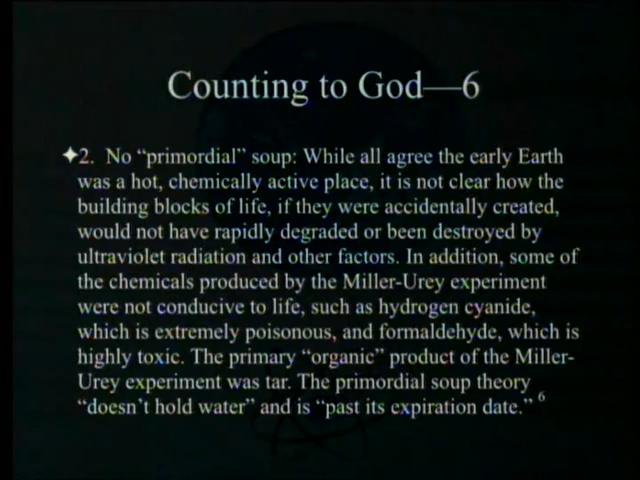 Counting to God—6
✦2. No “primordial” soup: While all agree the early Earth
was a hot, chemically active place, it is not clear how the
building blocks of life, if they were accidentally created,
would not have rapidly degraded or been destroyed by
ultraviolet radiation and other factors. In addition, some of
the chemicals produced by the Miller-Urey experiment
were not conducive to life, such as hydrogen cyanide,
which is extremely poisonous, and formaldehyde, which is
highly toxic. The primary “organic” product of the Miller-
Urey experiment was tar. The primordial soup theory
“doesn’t hold water” and is “past its expiration date.” 6